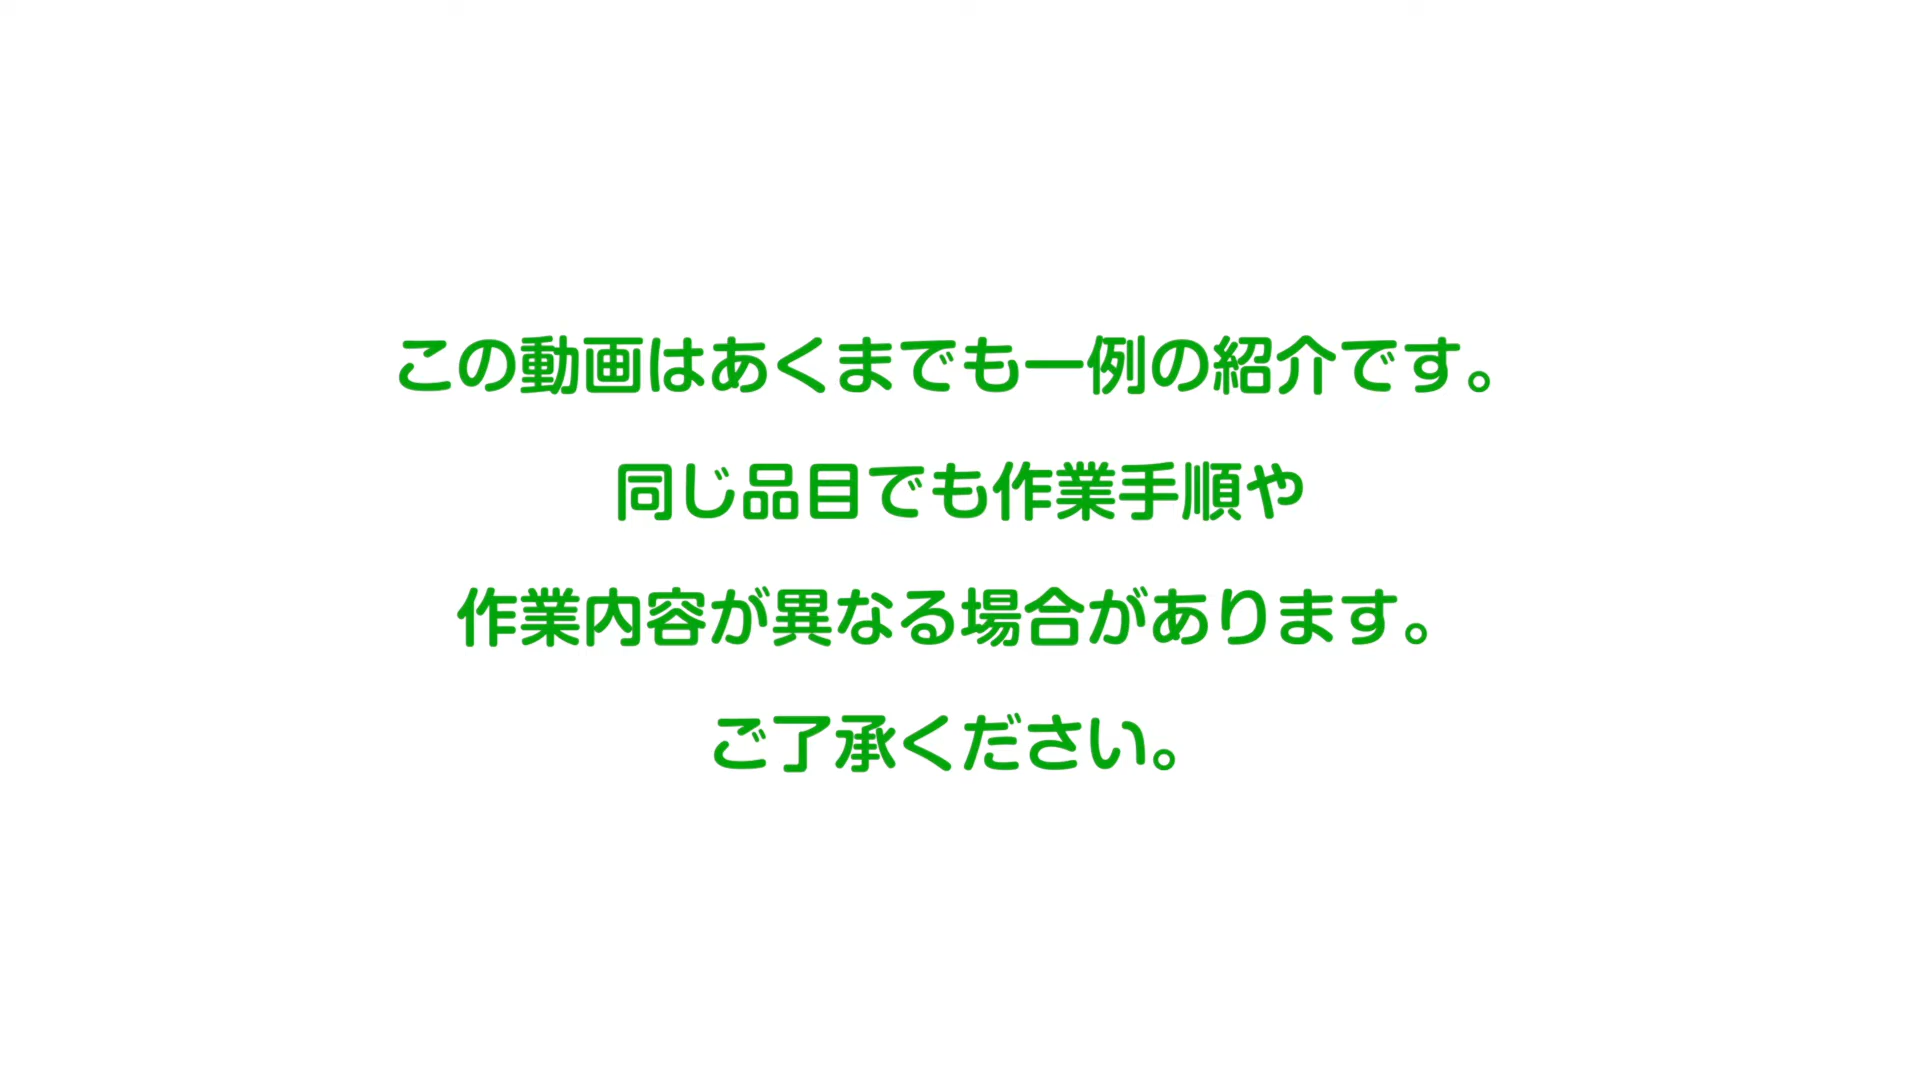 この動画はあくまでも一例の紹介です。
同じ品目でも作業手順や
作業内容が異なる場合があります。
ご了承ください。